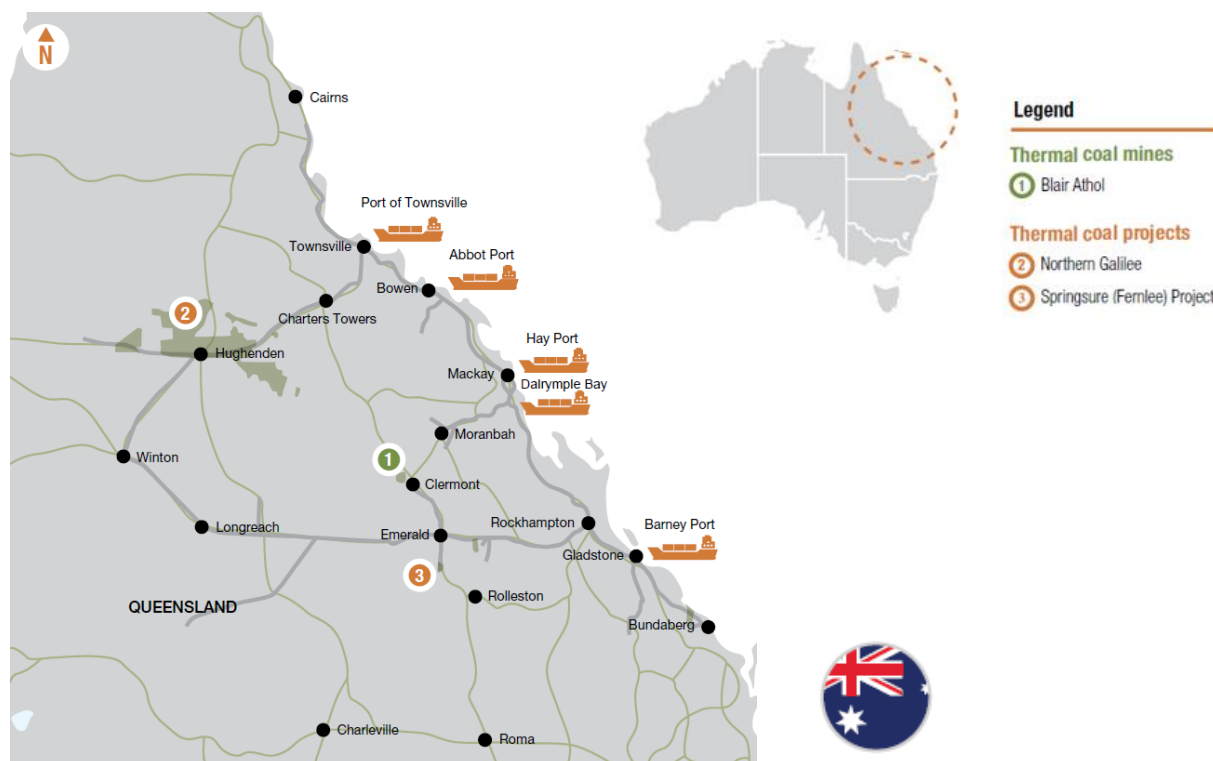 N
Cairns
Port of Townsville
Townsville
Abbot Port
Bowen
Charters Towers
2
Hughenden
Hay Port
Mackay
Dalrymple Bay
Moranbah
1
Winton
Clermont
Longreach
Emerald
Rockhampton
Barney Port
Gladstone
3
Rolleston
QUEENSLAND
Bundaberg
Charleville
Roma
Legend
Thermal coal mines
1 Blair Athol
Thermal coal projects
2 Northern Galilee
3 Springsure (Fernlee) Project